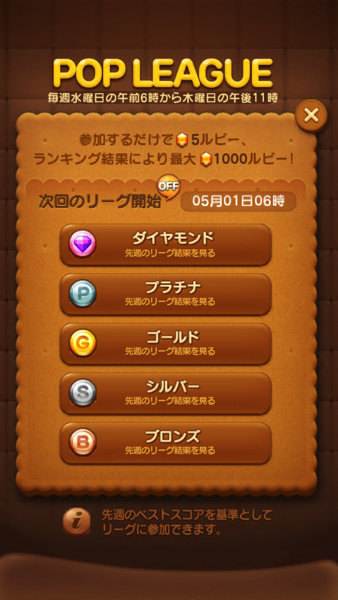 POP LEAGUE
毎週水曜日の午前6時から木曜日の午後11時
参加するだけで 5ルビー、
ランキング結果により最大 1000ルビー!
OFF
次回のリーグ開始 05月01日06時
ダイヤモンド
先週のリーグ結果を見る
P プラチナ
先週のリーグ結果を見る
G ゴールド
先週のリーグ結果を見る
S シルバー
先週のリーグ結果を見る
B ブロンズ
先週のリーグ結果を見る
i 先週のベストスコアを基準として
リーグに参加できます。